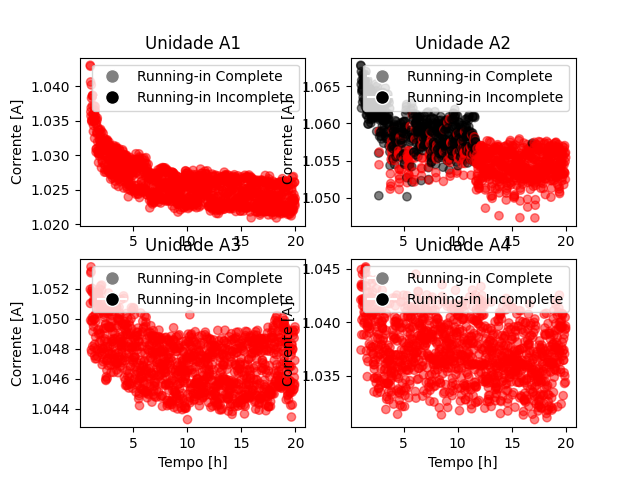 Unidade A1
Unidade A2
Corrente [A]
1.040
1.035
1.030
1.025
1.020
Running-in Complete
Running-in Incomplete
5
10
15
20
Corrente [A]
1.065
1.060
1.055
1.050
Running-in Complete
Running-in Incomplete
5
10
15
20
Unidade A3
Unidade A4
Corrente [A]
1.052
1.050
1.048
1.046
1.044
Running-in Complete
Running-in Incomplete
5
10
15
20
Tempo [h]
Corrente [A]
1.045
1.040
1.035
Running-in Complete
Running-in Incomplete
5
10
15
20
Tempo [h]